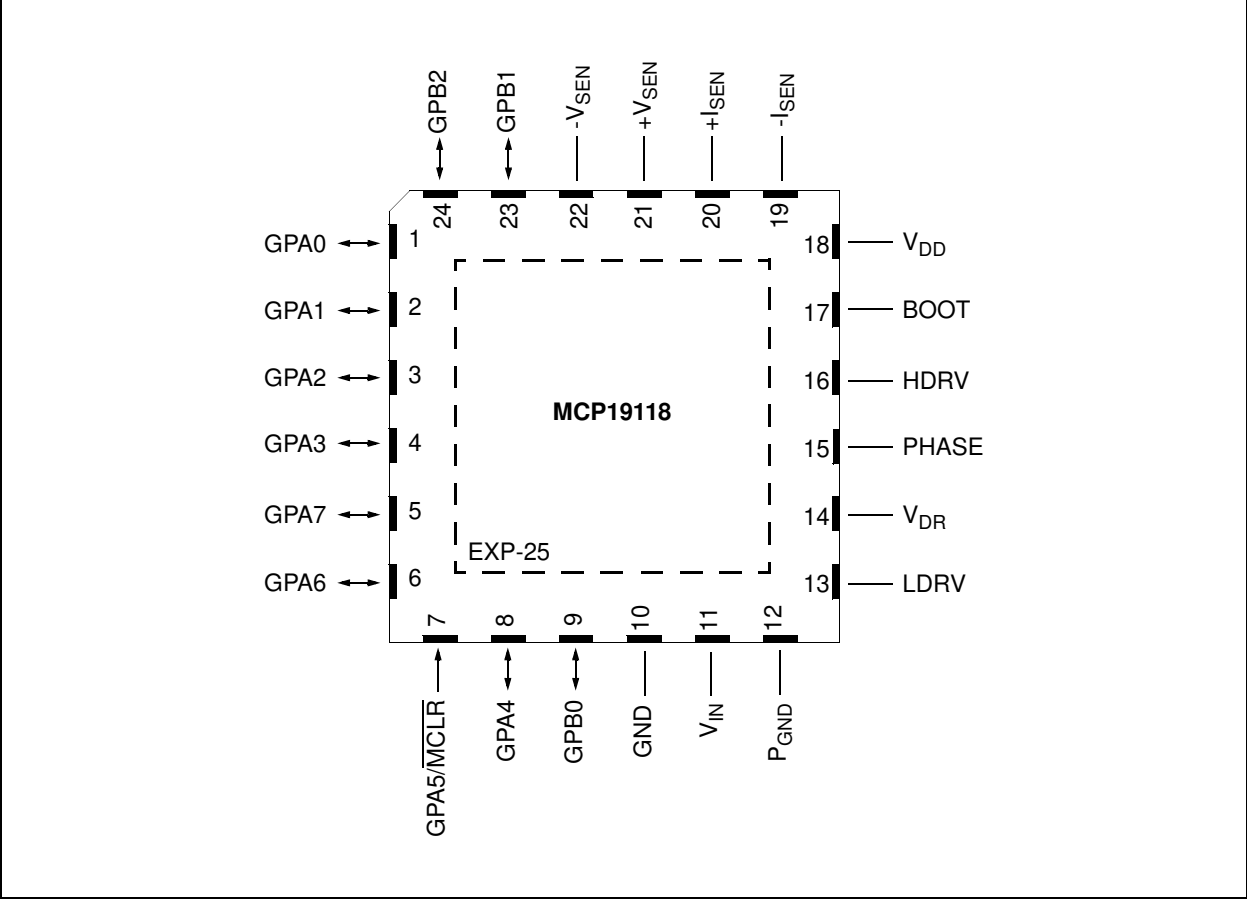 GPB2
GPB1
-VSEN
+VSEN
+ISEN
-ISEN
24
23
22
21
20
19
GPA0
1
18
VDD
GPA1
2
17
BOOT
GPA2
3
16
HDRV
MCP19118
GPA3
4
15
PHASE
GPA7
5
14
VDR
EXP-25
GPA6
6
13
LDRV
7
8
9
10
11
12
GPA5/MCLR
GPA4
GPB0
GND
VIN
PGND